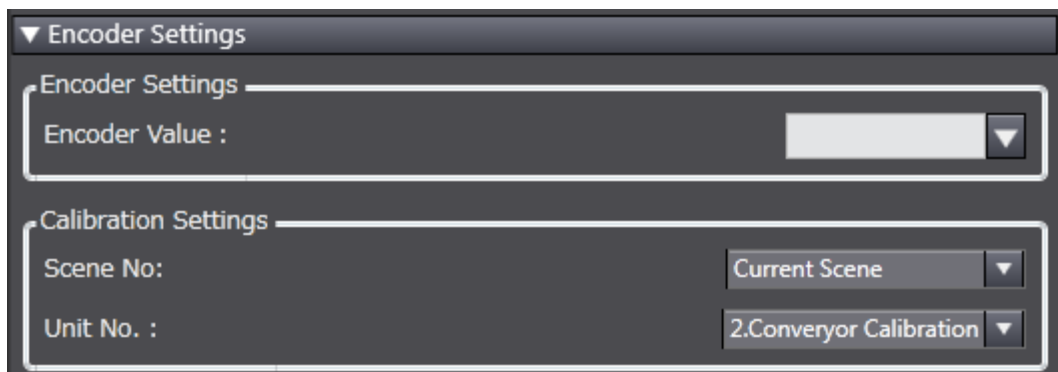 ▼ Encoder Settings
Encoder Settings
Encoder Value :
Calibration Settings
Scene No: Current Scene
Unit No. : 2.Converyor Calibration